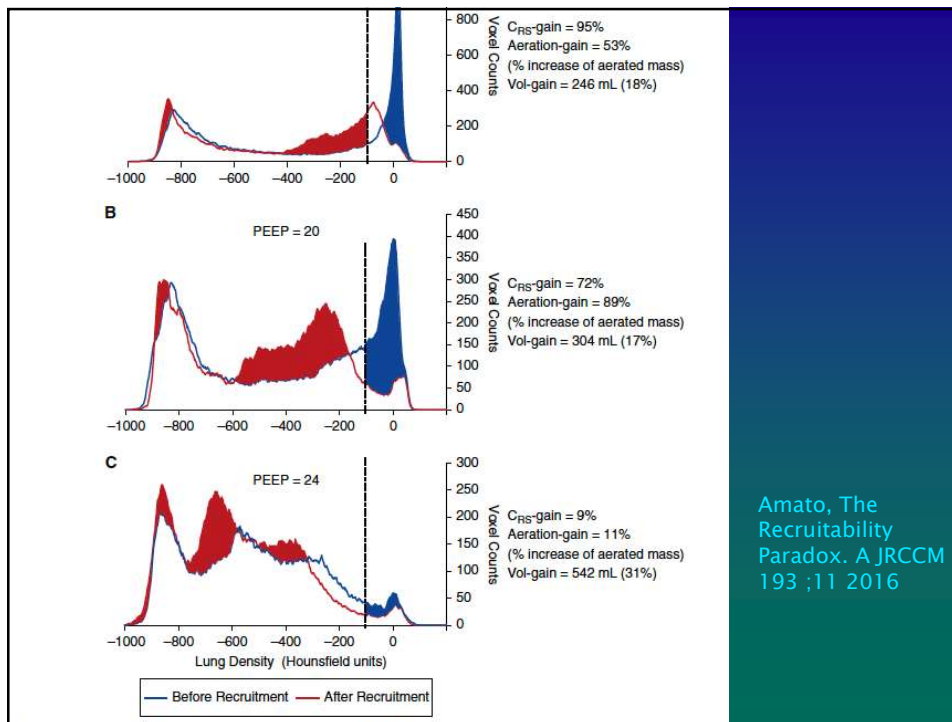 800
600
400
200
0
Voxel Counts
CRS-gain = 95%
Aeration-gain = 53%
(% increase of aerated mass)
Vol-gain = 246 mL (18%)
−1000 −800 −600 −400 −200 0
B
PEEP = 20
450
400
350
300
250
200
150
100
50
0
Voxel Counts
CRS-gain = 72%
Aeration-gain = 89%
(% increase of aerated mass)
Vol-gain = 304 mL (17%)
−1000 −800 −600 −400 −200 0
C
PEEP = 24
300
250
200
150
100
50
0
Voxel Counts
CRS-gain = 9%
Aeration-gain = 11%
(% increase of aerated mass)
Vol-gain = 542 mL (31%)
−1000 −800 −600 −400 −200 0
Lung Density (Hounsfield units)
Before Recruitment After Recruitment
Amato, The
Recruitability
Paradox. A JRCCM
193 ;11 2016